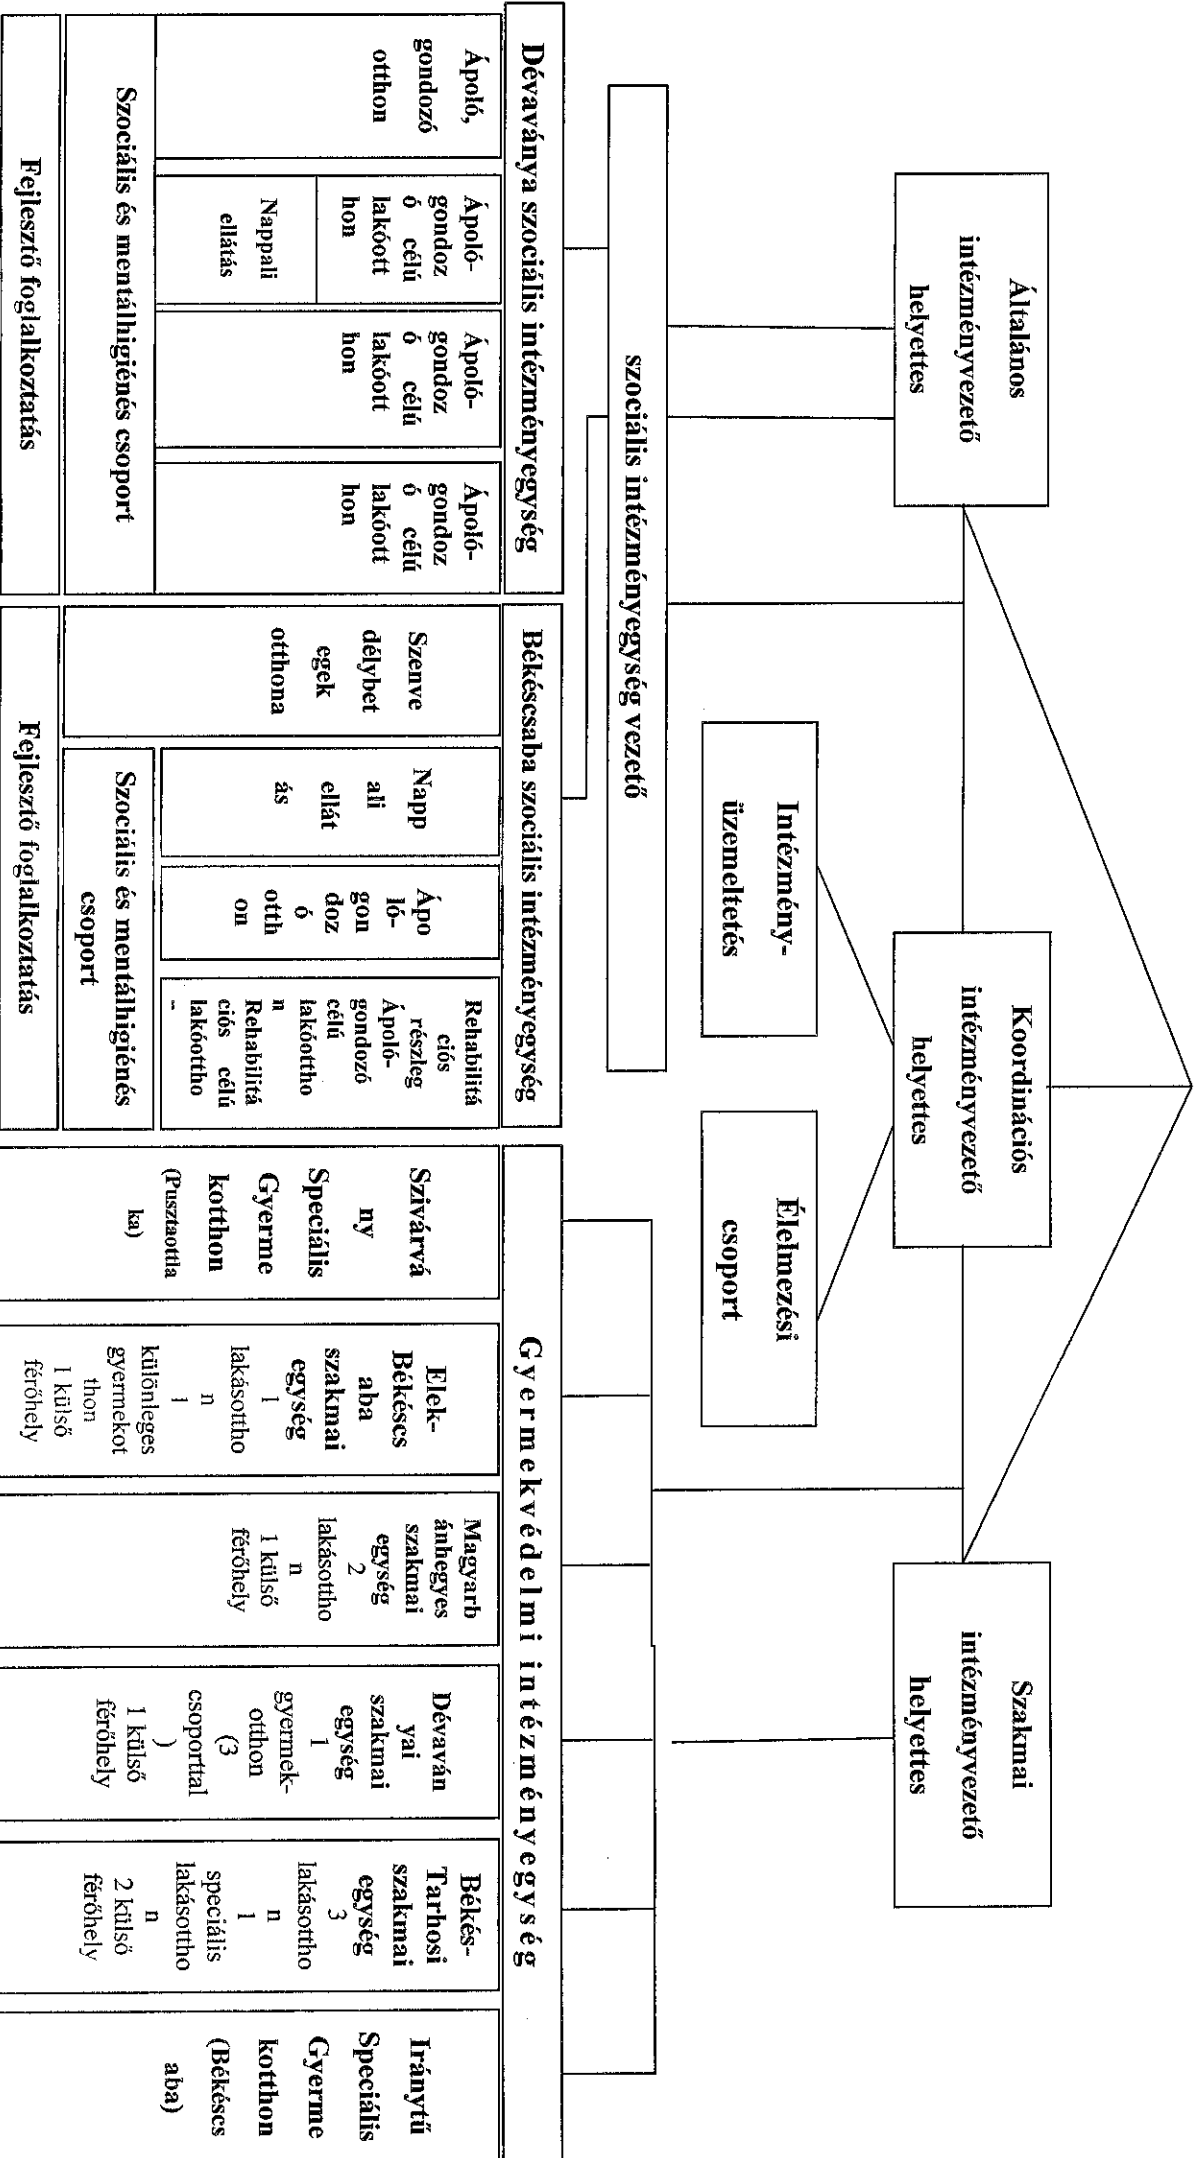 Általános
intézményvezető
helyettes
Koordinációs
intézményvezető
helyettes
Szakmai
intézményvezető
helyettes
Intézmény-
üzemeltetés
Élelmezési
csoport
szociális intézményegység vezető
Dévaványa szociális intézményegység
Békéscsaba szociális intézményegység
Gyermekvédelmi intézményegység
Ápoló,
gondozó
otthon
Ápoló-
gondoz
ó célú
lakóott
hon
Nappali
ellátás
Ápoló-
gondoz
ó célú
lakóott
hon
Ápoló-
gondoz
ó célú
lakóott
hon
Szociális és mentálhigiénés csoport
Fejlesztő foglalkoztatás
Szenve
délybet
egek
otthona
Napp
ali
ellát
ás
Ápo
ló-
gon
doz
ó
otth
on
Rehabilitá
ciós
részleg
Ápoló-
gondozó
célú
lakóottho
n
Rehabilitá
ciós célú
lakóottho
-
Szociális és mentálhigiénés
csoport
Fejlesztő foglalkoztatás
Szivárvá
ny
Speciális
Gyerme
kotthon
(Pusztaottla
ka)
Elek-
Békéscs
aba
szakmai
egység
1
lakásottho
n
1
különleges
gyermekot
thon
1 külső
férőhely
Magyarb
ánhegyes
szakmai
egység
2
lakásottho
n
1 külső
férőhely
Dévaván
yai
szakmai
egység
1
gyermek-
otthon
(3
csoporttal
)
1 külső
férőhely
Békés-
Tarhosi
szakmai
egység
3
lakásottho
n
1
speciális
lakásottho
n
2 külső
férőhely
Iránytű
Speciális
Gyerme
kotthon
(Békéscs
aba)